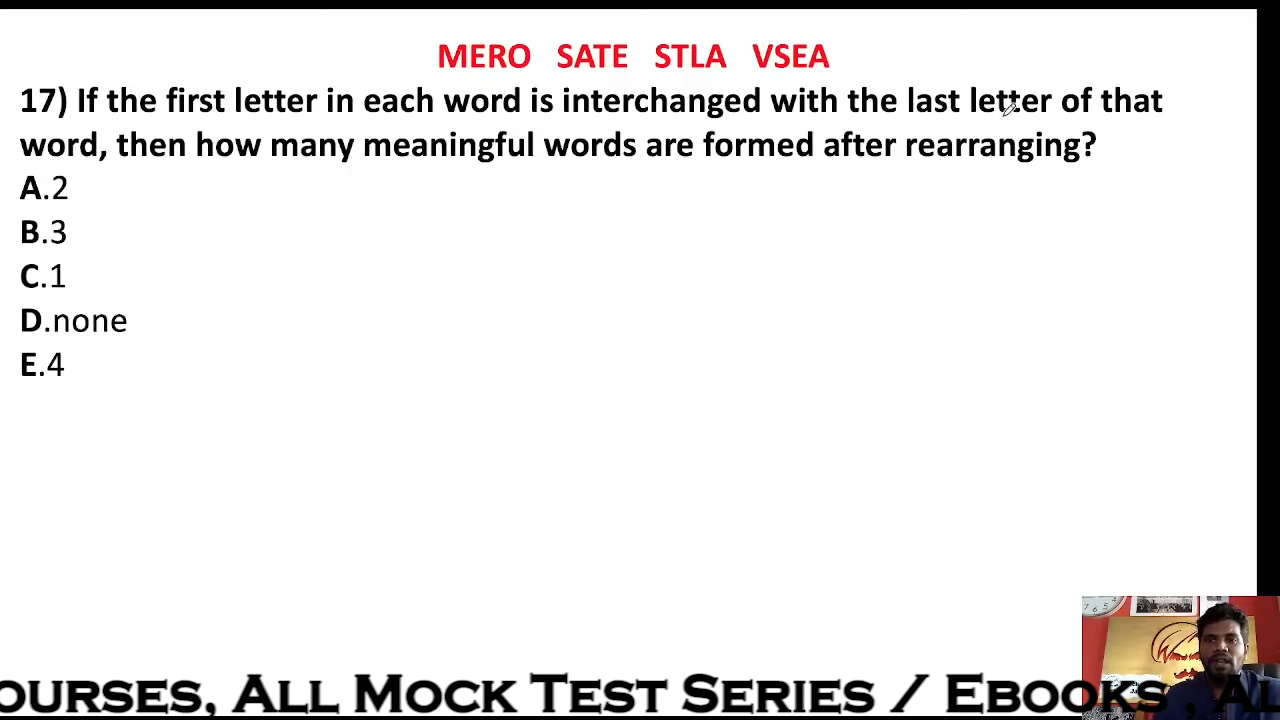 MERO SATE STLA VSEA
17) If the first letter in each word is interchanged with the last letter of that
word, then how many meaningful words are formed after rearranging?
A.2
B.3
C.1
D.none
E.4
OURSES, ALL MOCK TEST SERIES / EBOOKS , AL